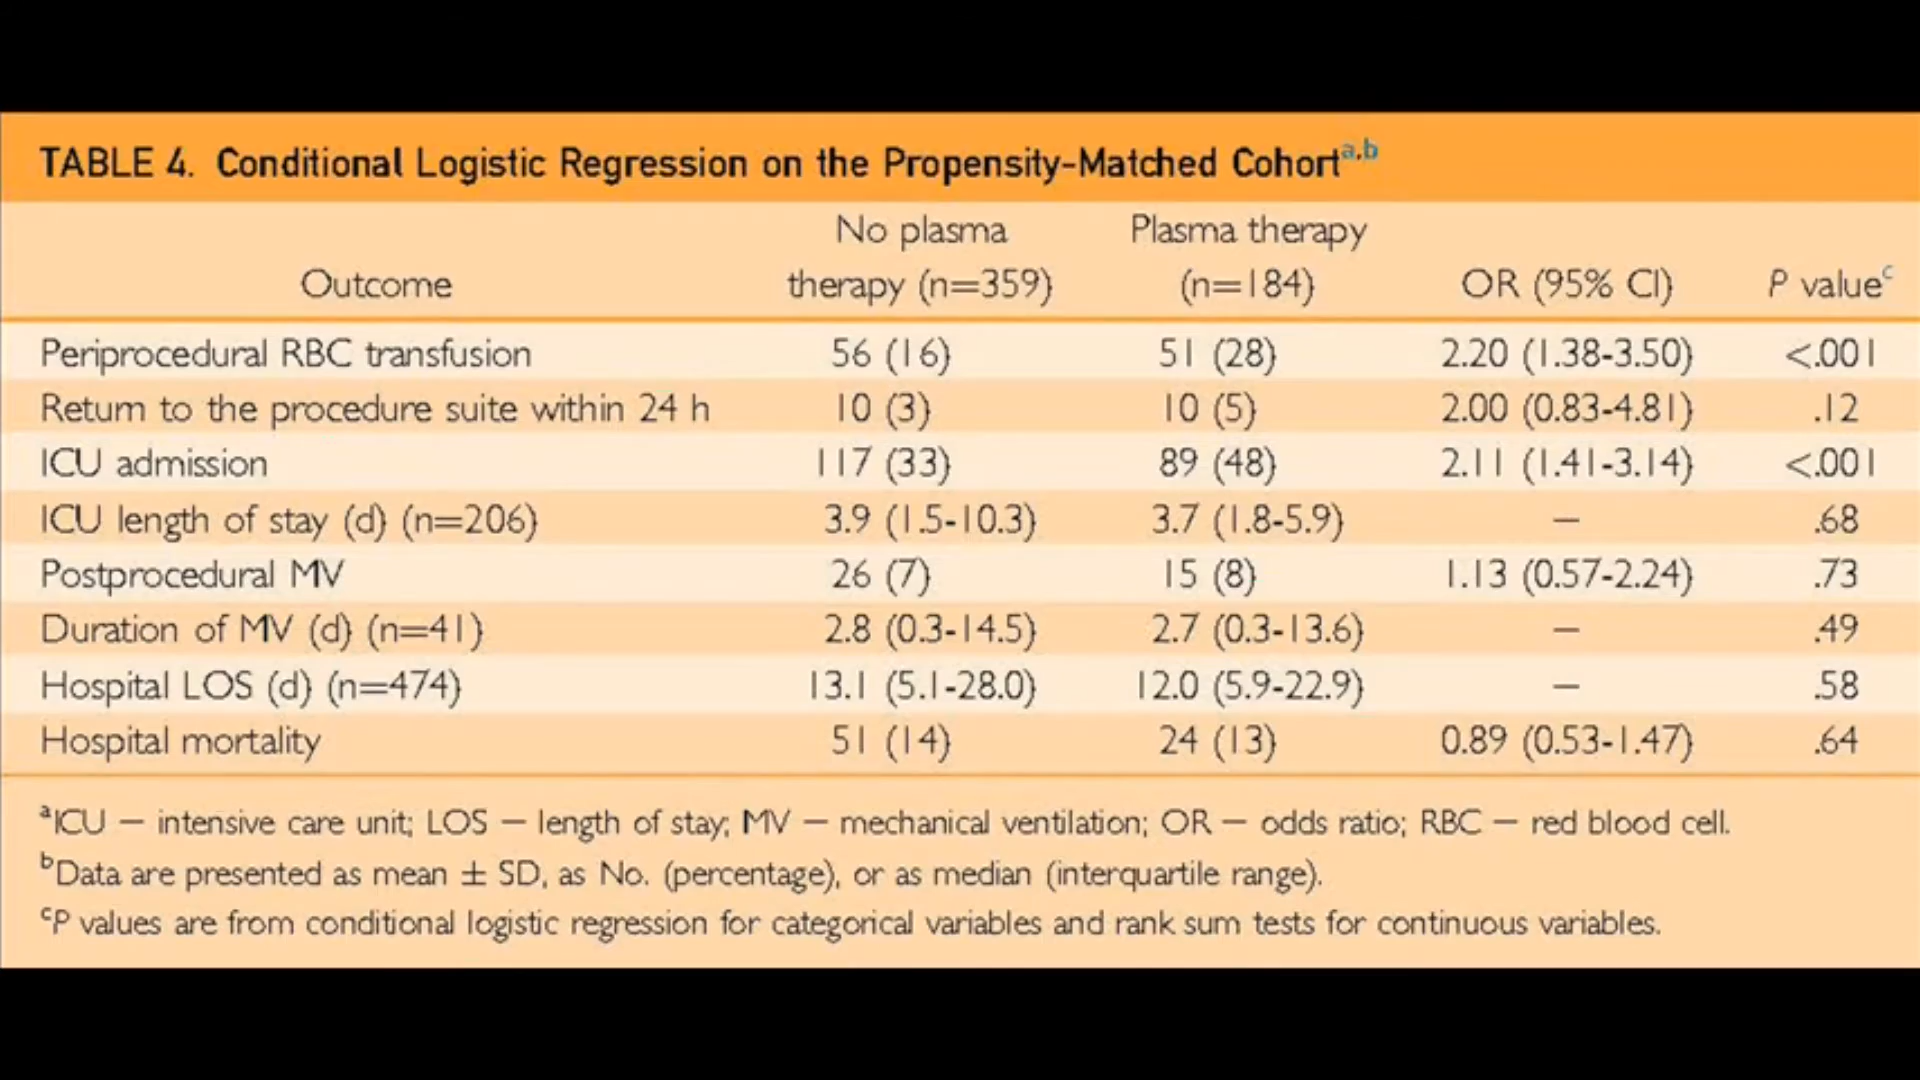 TABLE 4. Conditional Logistic Regression on the Propensity-Matched Cohorta,b
Outcome No plasma therapy (n=359) Plasma therapy (n=184) OR (95% CI) P valuec
Periprocedural RBC transfusion 56 (16) 51 (28) 2.20 (1.38-3.50) <.001
Return to the procedure suite within 24 h 10 (3) 10 (5) 2.00 (0.83-4.81) .12
ICU admission 117 (33) 89 (48) 2.11 (1.41-3.14) <.001
ICU length of stay (d) (n=206) 3.9 (1.5-10.3) 3.7 (1.8-5.9) — .68
Postprocedural MV 26 (7) 15 (8) 1.13 (0.57-2.24) .73
Duration of MV (d) (n=41) 2.8 (0.3-14.5) 2.7 (0.3-13.6) — .49
Hospital LOS (d) (n=474) 13.1 (5.1-28.0) 12.0 (5.9-22.9) — .58
Hospital mortality 51 (14) 24 (13) 0.89 (0.53-1.47) .64
aICU — intensive care unit; LOS — length of stay; MV — mechanical ventilation; OR — odds ratio; RBC — red blood cell.
bData are presented as mean ± SD, as No. (percentage), or as median (interquartile range).
cP values are from conditional logistic regression for categorical variables and rank sum tests for continuous variables.